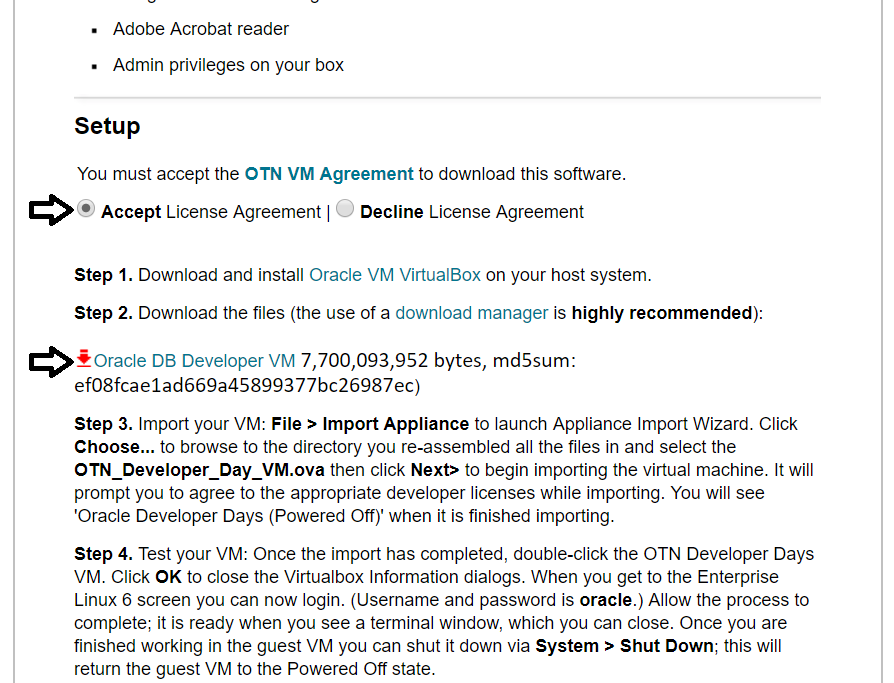 Adobe Acrobat reader
Admin privileges on your box
Setup
You must accept the OTN VM Agreement to download this software.
Accept License Agreement | Decline License Agreement
Step 1. Download and install Oracle VM VirtualBox on your host system.
Step 2. Download the files (the use of a download manager is highly recommended):
Oracle DB Developer VM 7,700,093,952 bytes, md5sum:
ef08fcae1ad669a45899377bc26987ec)
Step 3. Import your VM: File > Import Appliance to launch Appliance Import Wizard. Click
Choose... to browse to the directory you re-assembled all the files in and select the
OTN_Developer_Day_VM.ova then click Next> to begin importing the virtual machine. It will
prompt you to agree to the appropriate developer licenses while importing. You will see
'Oracle Developer Days (Powered Off)' when it is finished importing.
Step 4. Test your VM: Once the import has completed, double-click the OTN Developer Days
VM. Click OK to close the Virtualbox Information dialogs. When you get to the Enterprise
Linux 6 screen you can now login. (Username and password is oracle.) Allow the process to
complete; it is ready when you see a terminal window, which you can close. Once you are
finished working in the guest VM you can shut it down via System > Shut Down; this will
return the guest VM to the Powered Off state.